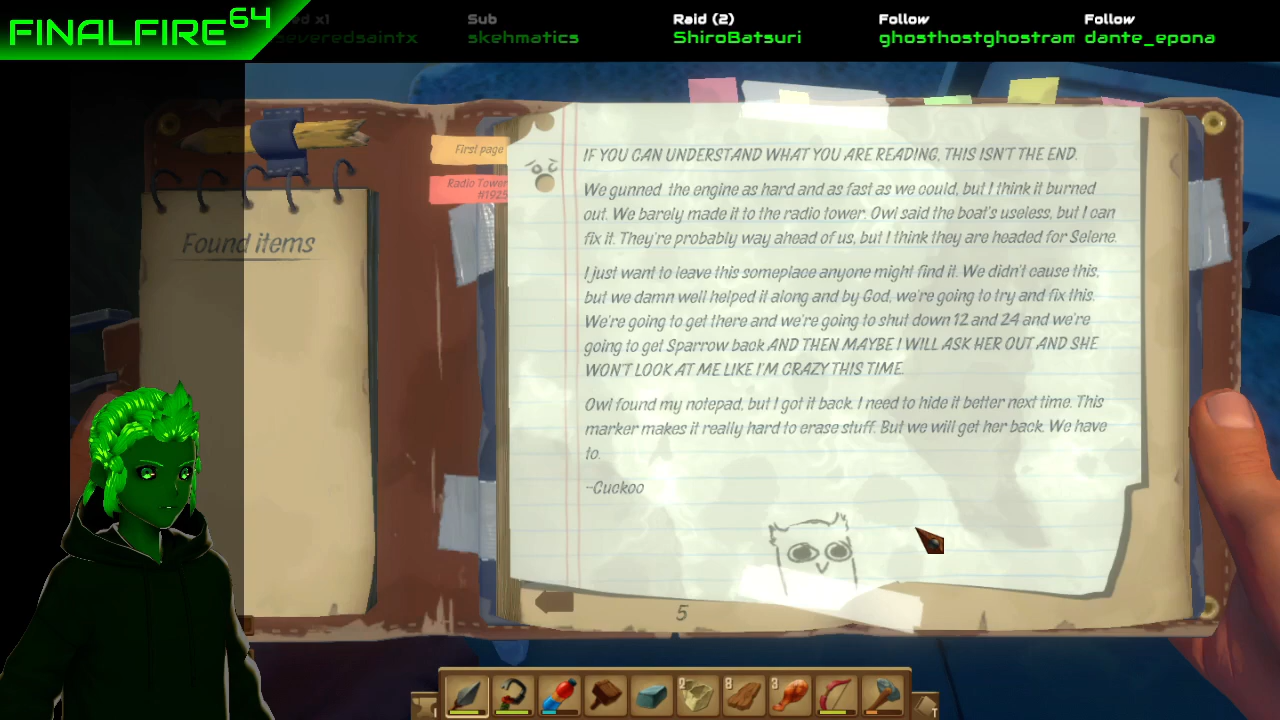 FINALFIRE64
x1
Sub
Raid (2)
Follow
Follow
severedsaintx
skehmatics
ShiroBatsuri
ghosthostghostram
dante_epona
First page
Radio Tower
#1925
Found items
IF YOU CAN UNDERSTAND WHAT YOU ARE READING, THIS ISN'T THE END.
We gunned the engine as hard and as fast as we could, but I think it burned
out. We barely made it to the radio tower. Owl said the boat's useless, but I can
fix it. They're probably way ahead of us, but I think they are headed for Selene.
I just want to leave this someplace anyone might find it. We didn't cause this,
but we damn well helped it along and by God, we're going to try and fix this.
We're going to get there and we're going to shut down 12 and 24 and we're
going to get Sparrow back AND THEN MAYBE I WILL ASK HER OUT AND SHE
WON'T LOOK AT ME LIKE I'M CRAZY THIS TIME.
Owl found my notepad, but I got it back. I need to hide it better next time. This
marker makes it really hard to erase stuff. But we will get her back. We have
to.
~Cuckoo
5
2
8
3
I
T